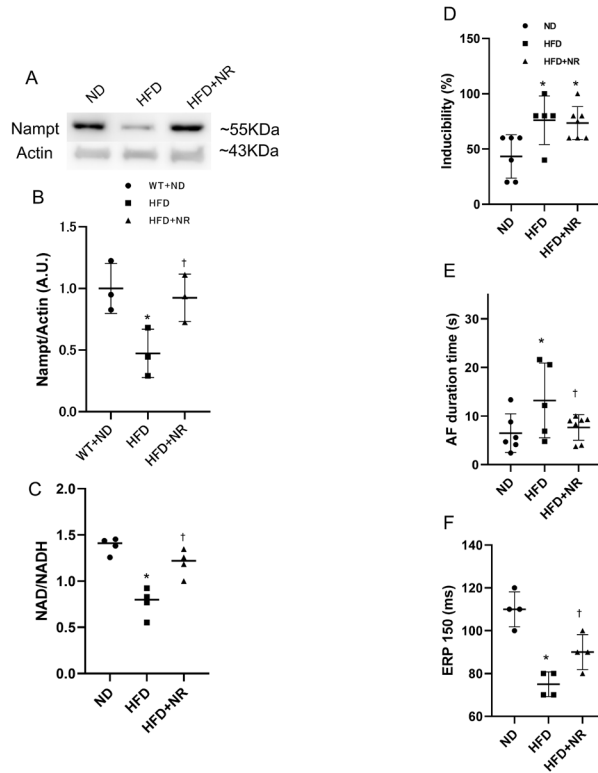 A
ND
HFD
HFD+NR
Nampt
~55KDa
Actin
~43KDa
B
WT+ND
HFD
HFD+NR
Nampt/Actin (A.U.)
1.5
†
1.0
*
0.5
0.0
WT+ND
HFD
HFD+NR
C
NAD/NADH
2.0
†
1.5
*
1.0
0.5
0.0
ND
HFD
HFD+NR
D
ND
HFD
HFD+NR
Inducibility (%)
150
* *
100
50
0
ND
HFD
HFD+NR
E
AF duration time (s)
*
30
†
20
10
0
ND
HFD
HFD+NR
F
ERP 150 (ms)
140
120
†
100
*
80
60
ND
HFD
HFD+NR